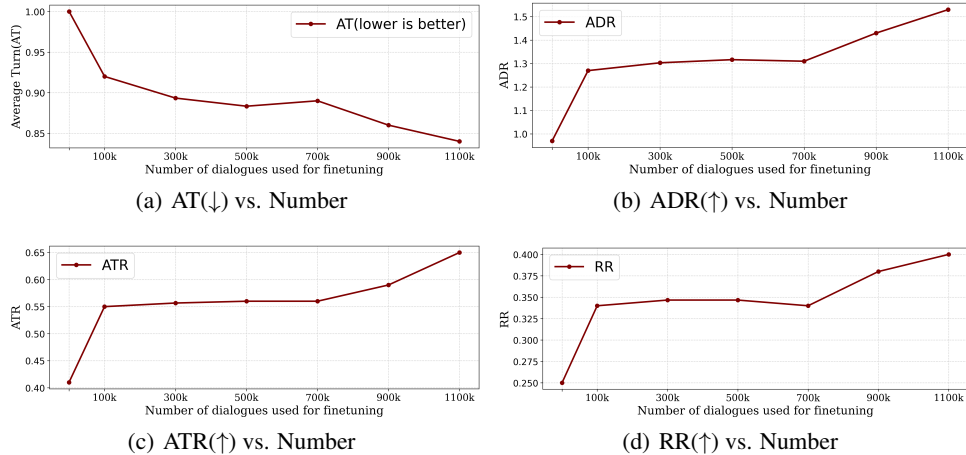 1.00
0.95
0.90
0.85
Average Turn(AT)
AT(lower is better)
100k 300k 500k 700k 900k 1100k
Number of dialogues used for finetuning
(a) AT(↓) vs. Number
1.5
1.4
1.3
1.2
1.1
1.0
ADR
ADR
100k 300k 500k 700k 900k 1100k
Number of dialogues used for finetuning
(b) ADR(↑) vs. Number
0.65
0.60
0.55
0.50
0.45
0.40
ATR
ATR
100k 300k 500k 700k 900k 1100k
Number of dialogues used for finetuning
(c) ATR(↑) vs. Number
0.400
0.375
0.350
0.325
0.300
0.275
0.250
RR
RR
100k 300k 500k 700k 900k 1100k
Number of dialogues used for finetuning
(d) RR(↑) vs. Number